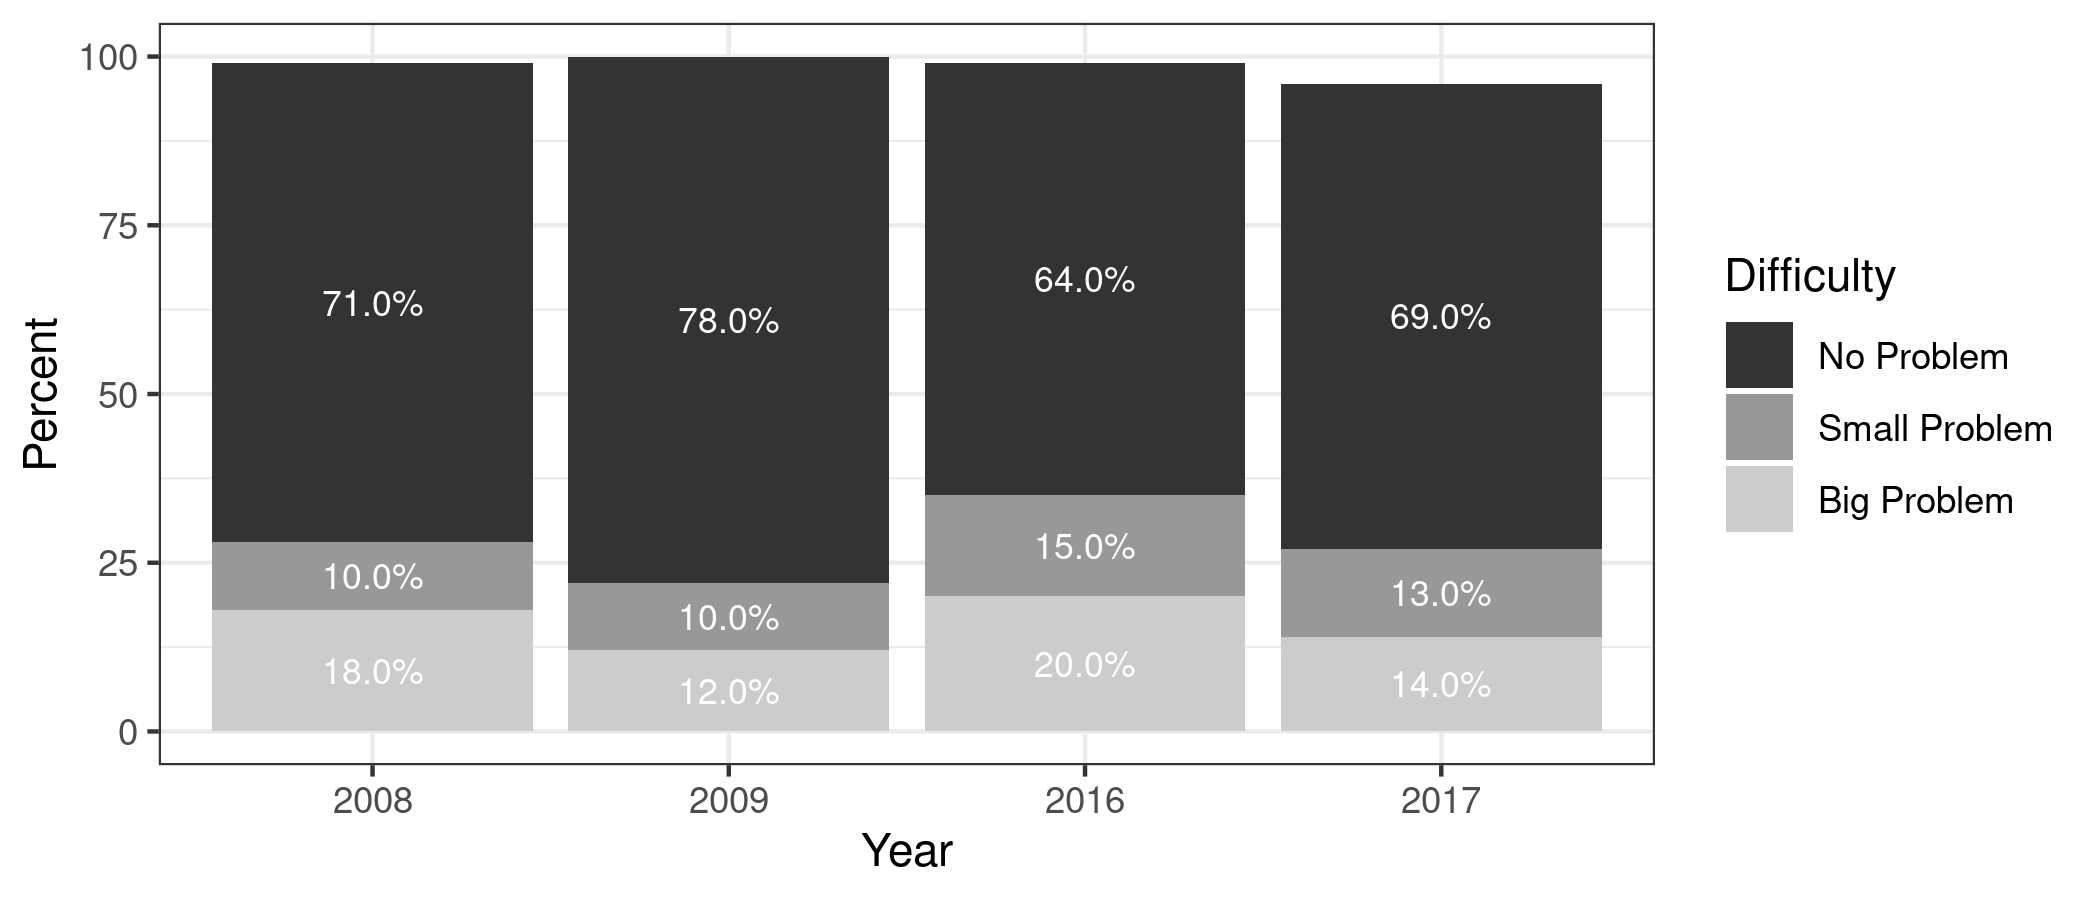 100
75
50
25
0
Percent
71.0%
10.0%
18.0%
78.0%
10.0%
12.0%
64.0%
15.0%
20.0%
69.0%
13.0%
14.0%
2008 2009 2016 2017
Year
Difficulty
No Problem
Small Problem
Big Problem